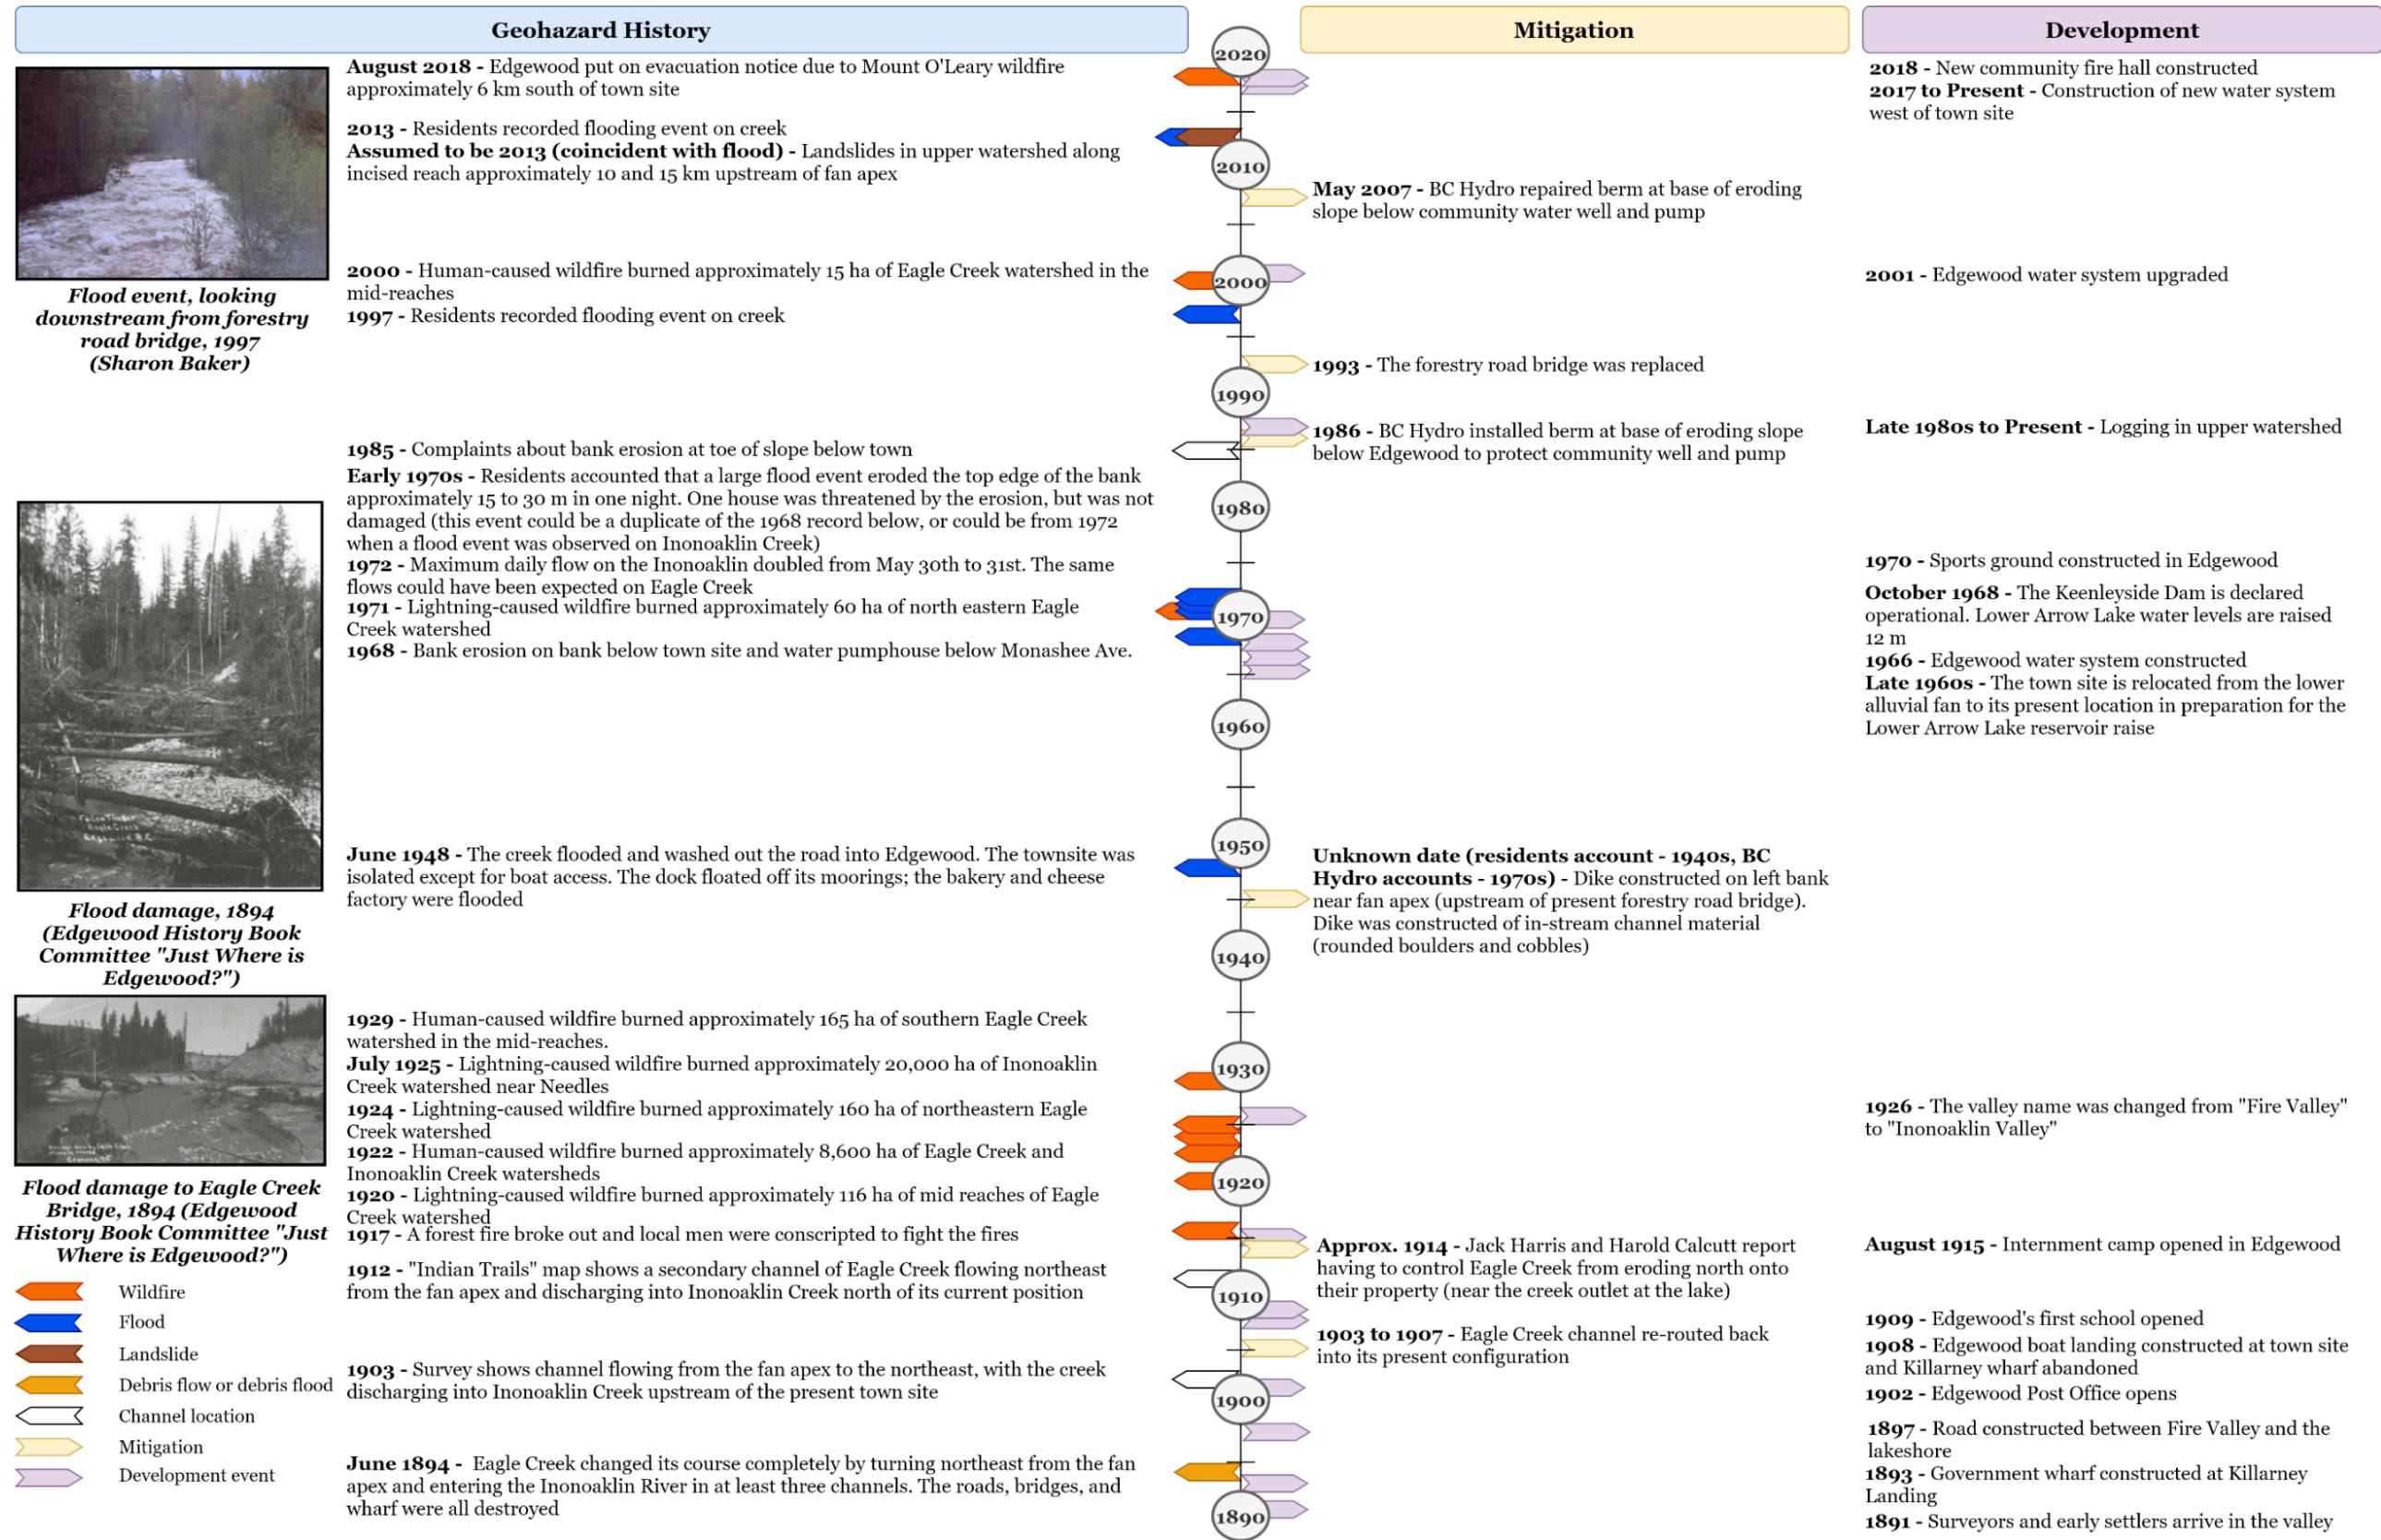 Geohazard History
Mitigation
Development
August 2018 - Edgewood put on evacuation notice due to Mount O'Leary wildfire
approximately 6 km south of town site
2013 - Residents recorded flooding event on creek
Assumed to be 2013 (coincident with flood) - Landslides in upper watershed along
incised reach approximately 10 and 15 km upstream of fan apex
2000 - Human-caused wildfire burned approximately 15 ha of Eagle Creek watershed in the
mid-reaches
1997 - Residents recorded flooding event on creek
1985 - Complaints about bank erosion at toe of slope below town
Early 1970s - Residents accounted that a large flood event eroded the top edge of the bank
approximately 15 to 30 m in one night. One house was threatened by the erosion, but was not
damaged (this event could be a duplicate of the 1968 record below, or could be from 1972
when a flood event was observed on Inonoaklin Creek)
1972 - Maximum daily flow on the Inonoaklin doubled from May 30th to 31st. The same
flows could have been expected on Eagle Creek
1971 - Lightning-caused wildfire burned approximately 60 ha of north eastern Eagle
Creek watershed
1968 - Bank erosion on bank below town site and water pumphouse below Monashee Ave.
June 1948 - The creek flooded and washed out the road into Edgewood. The townsite was
isolated except for boat access. The dock floated off its moorings; the bakery and cheese
factory were flooded
1929 - Human-caused wildfire burned approximately 165 ha of southern Eagle Creek
watershed in the mid-reaches.
July 1925 - Lightning-caused wildfire burned approximately 20,000 ha of Inonoaklin
Creek watershed near Needles
1924 - Lightning-caused wildfire burned approximately 160 ha of northeastern Eagle
Creek watershed
1922 - Human-caused wildfire burned approximately 8,600 ha of Eagle Creek and
Inonoaklin Creek watersheds
1920 - Lightning-caused wildfire burned approximately 116 ha of mid reaches of Eagle
Creek watershed
1917 - A forest fire broke out and local men were conscripted to fight the fires
1912 - "Indian Trails" map shows a secondary channel of Eagle Creek flowing northeast
from the fan apex and discharging into Inonoaklin Creek north of its current position
1903 - Survey shows channel flowing from the fan apex to the northeast, with the creek
discharging into Inonoaklin Creek upstream of the present town site
June 1894 - Eagle Creek changed its course completely by turning northeast from the fan
apex and entering the Inonoaklin River in at least three channels. The roads, bridges, and
wharf were all destroyed
Flood event, looking
downstream from forestry
road bridge, 1997
(Sharon Baker)
Fallen Timber
Eagle Creek
Edgewood B.C
Flood damage, 1894
(Edgewood History Book
Committee "Just Where is
Edgewood?")
Flood damage to Eagle Creek
Bridge, 1894 (Edgewood
History Book Committee "Just
Where is Edgewood?")
Wildfire
Flood
Landslide
Debris flow or debris flood
Channel location
Mitigation
Development event
2020
2010
2000
1990
1980
1970
1960
1950
1940
1930
1920
1910
1900
1890
May 2007 - BC Hydro repaired berm at base of eroding
slope below community water well and pump
1993 - The forestry road bridge was replaced
1986 - BC Hydro installed berm at base of eroding slope
below Edgewood to protect community well and pump
Unknown date (residents account - 1940s, BC
Hydro accounts - 1970s) - Dike constructed on left bank
near fan apex (upstream of present forestry road bridge).
Dike was constructed of in-stream channel material
(rounded boulders and cobbles)
Approx. 1914 - Jack Harris and Harold Calcutt report
having to control Eagle Creek from eroding north onto
their property (near the creek outlet at the lake)
1903 to 1907 - Eagle Creek channel re-routed back
into its present configuration
2018 - New community fire hall constructed
2017 to Present - Construction of new water system
west of town site
2001 - Edgewood water system upgraded
Late 1980s to Present - Logging in upper watershed
1970 - Sports ground constructed in Edgewood
October 1968 - The Keenleyside Dam is declared
operational. Lower Arrow Lake water levels are raised
12 m
1966 - Edgewood water system constructed
Late 1960s - The town site is relocated from the lower
alluvial fan to its present location in preparation for the
Lower Arrow Lake reservoir raise
1926 - The valley name was changed from "Fire Valley"
to "Inonoaklin Valley"
August 1915 - Internment camp opened in Edgewood
1909 - Edgewood's first school opened
1908 - Edgewood boat landing constructed at town site
and Killarney wharf abandoned
1902 - Edgewood Post Office opens
1897 - Road constructed between Fire Valley and the
lakeshore
1893 - Government wharf constructed at Killarney
Landing
1891 - Surveyors and early settlers arrive in the valley